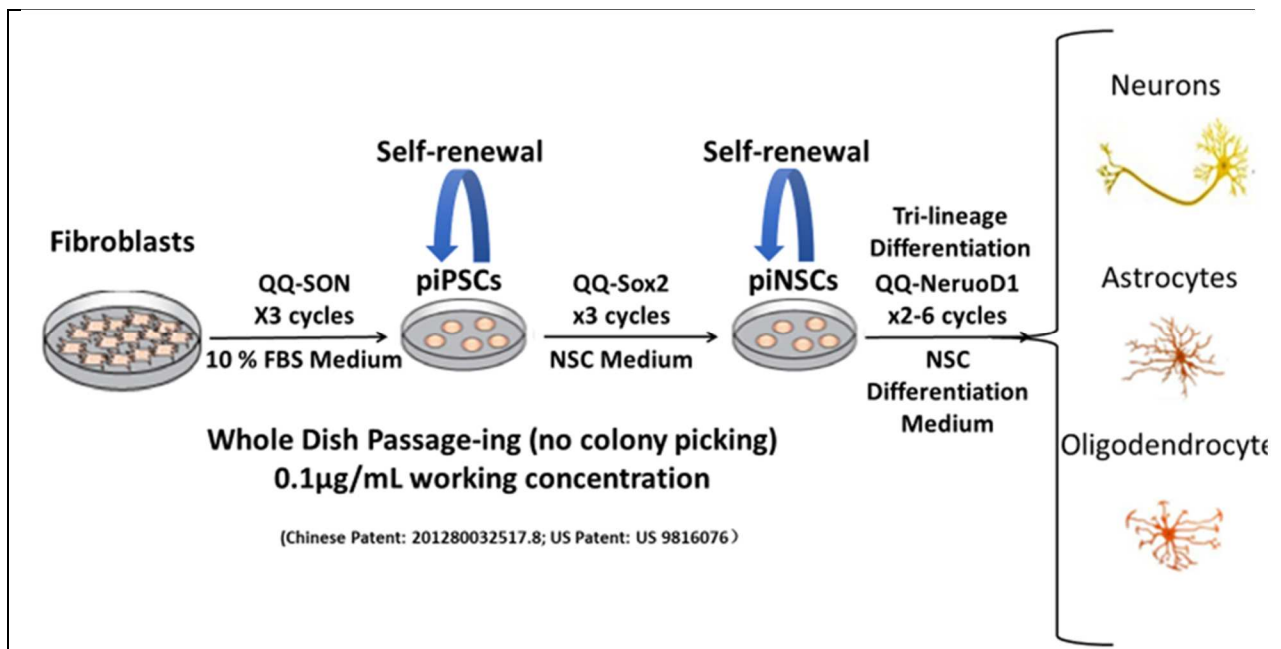 Fibroblasts
QQ-SON
X3 cycles
10 % FBS Medium
Self-renewal
piPSCs
QQ-Sox2
x3 cycles
NSC Medium
Self-renewal
piNSCs
Tri-lineage
Differentiation
QQ-NeruoD1
x2-6 cycles
NSC
Differentiation
Medium
Neurons
Astrocytes
Oligodendrocyte
Whole Dish Passage-ing (no colony picking)
0.1µg/mL working concentration
(Chinese Patent: 201280032517.8; US Patent: US 9816076）